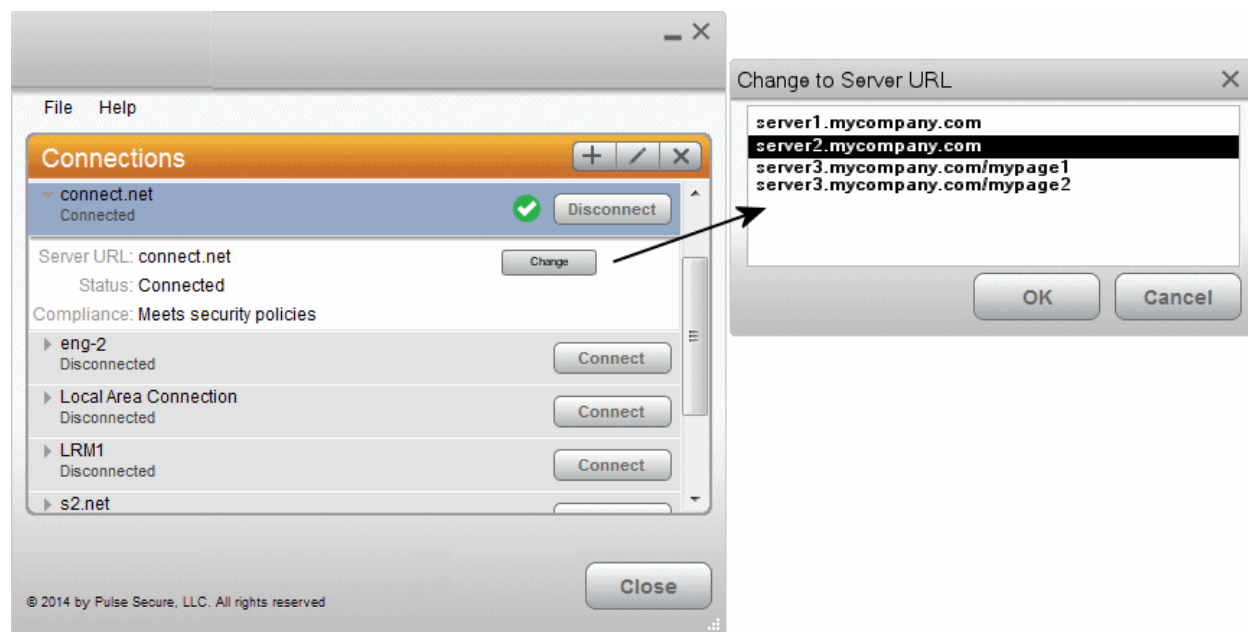 File Help
Connections
connect.net
Connected
Disconnect
Server URL: connect.net
Change
Status: Connected
Compliance: Meets security policies
eng-2
Disconnected
Connect
Local Area Connection
Disconnected
Connect
LRM1
Disconnected
Connect
s2.net
Close
© 2014 by Pulse Secure, LLC. All rights reserved
Change to Server URL
server1.mycompany.com
server2.mycompany.com
server3.mycompany.com/mypage1
server3.mycompany.com/mypage2
OK Cancel